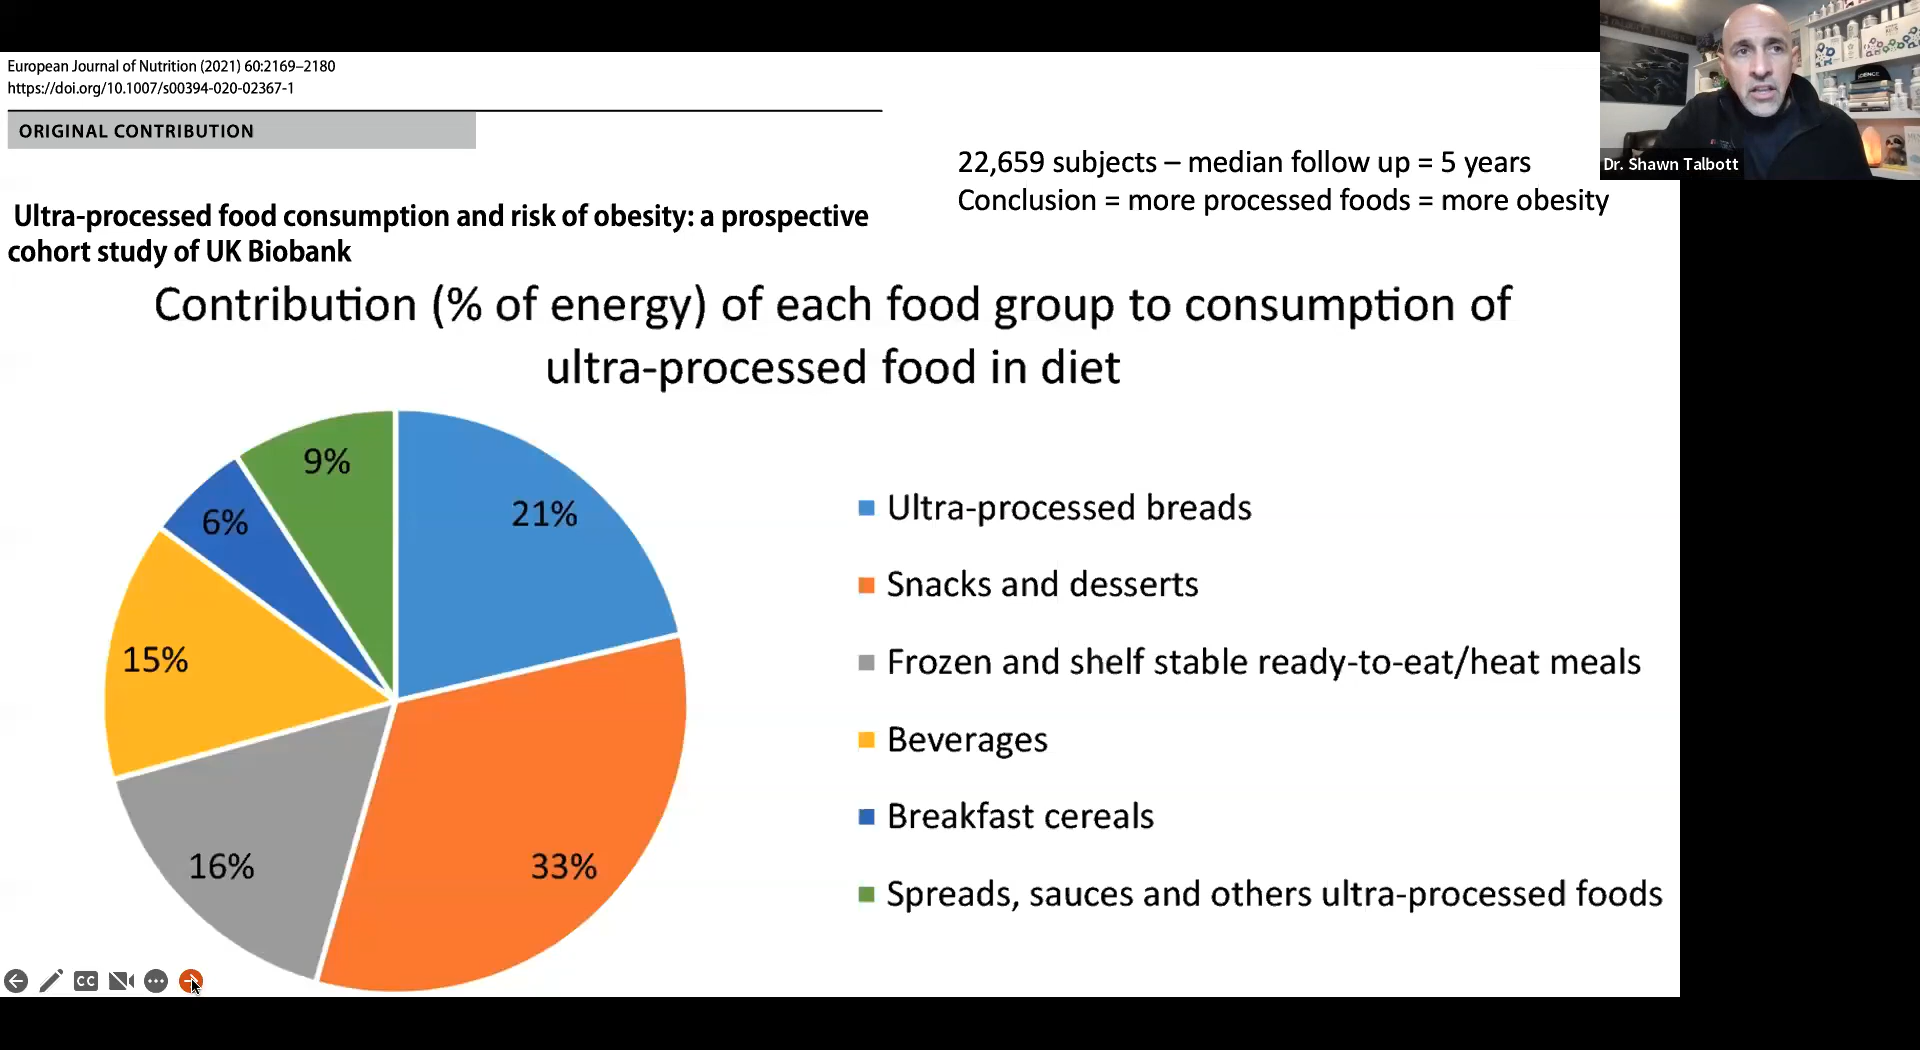 European Journal of Nutrition (2021) 60:2169–2180
https://doi.org/10.1007/s00394-020-02367-1
ORIGINAL CONTRIBUTION
Ultra-processed food consumption and risk of obesity: a prospective
cohort study of UK Biobank
22,659 subjects – median follow up = 5 years
Conclusion = more processed foods = more obesity
Dr. Shawn Talbott
Contribution (% of energy) of each food group to consumption of
ultra-processed food in diet
9%
21%
6%
15%
16%
33%
Ultra-processed breads
Snacks and desserts
Frozen and shelf stable ready-to-eat/heat meals
Beverages
Breakfast cereals
Spreads, sauces and others ultra-processed foods
CC